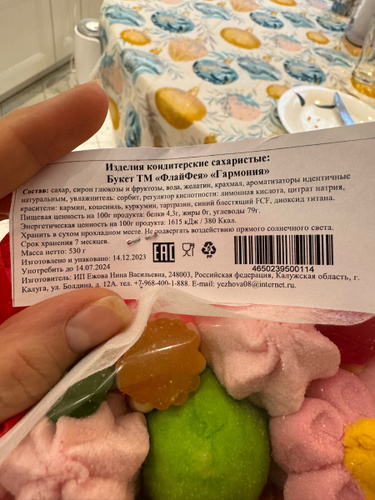 Изделия кондитерские сахаристые:
Букет ТМ «ФлайФея» «Гармония»
Состав: сахар, сироп глюкозы и фруктозы, вода, желатин, крахмал, ароматизаторы идентичные
натуральным, увлажнитель: сорбит, регулятор кислотности: лимонная кислота, цитрат натрия,
красители: кармин, кошениль, куркумин, тартразин, синий блестящий FCF, диоксид титана.
Пищевая ценность на 100г продукта: белки 4,3г, жиры 0г, углеводы 79г.
Энергетическая ценность на 100г продукта: 1615 кДж / 380 Ккал.
Хранить в сухом прохладном месте. Не подвергать воздействию прямого солнечного света.
Срок хранения 7 месяцев.
Масса нетто: 530 г
Изготовлено и упаковано: 14.12.2023
Употребить до 14.07.2024
EAC
4650239500114
Изготовитель: ИП Ежова Нина Васильевна, 248003, Российская федерация, Калужская область, г.
Калуга, ул. Болдина, д. 12А. тел. +7-968-400-1-888. E-mail: yezhova08@internet.ru.